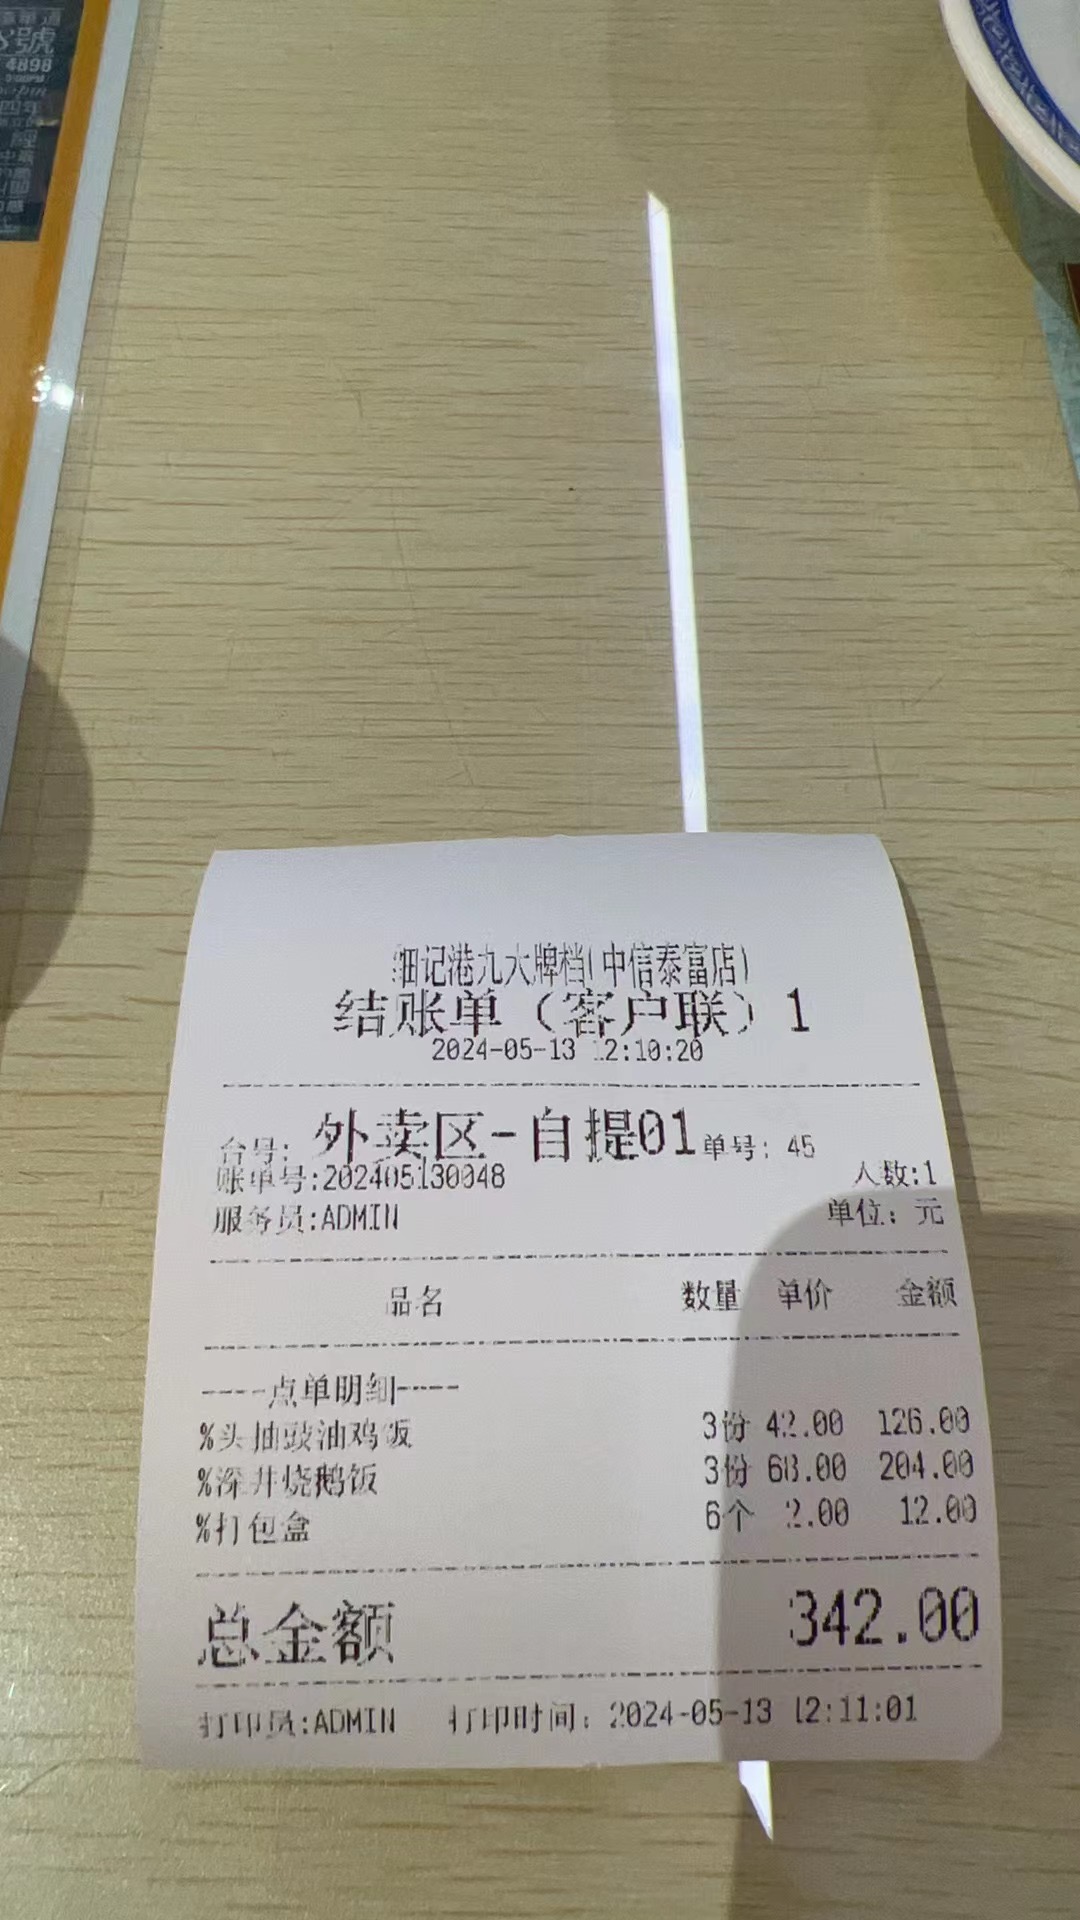 號
4898
细记港九大牌档(中信泰富店)
结账单（客户联）1
2024-05-13 12:10:20
台号: 外卖区-自提01 单号: 45
账单号:202405130048 人数:1
服务员:ADMIN 单位: 元
品名 数量 单价 金额
----点单明细----
%头抽豉油鸡饭 3份 42.00 126.00
%深井烧鹅饭 3份 68.00 204.00
%打包盒 6个 2.00 12.00
总金额 342.00
打印员:ADMIN 打印时间: 2024-05-13 12:11:01